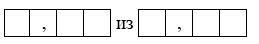 , из ,